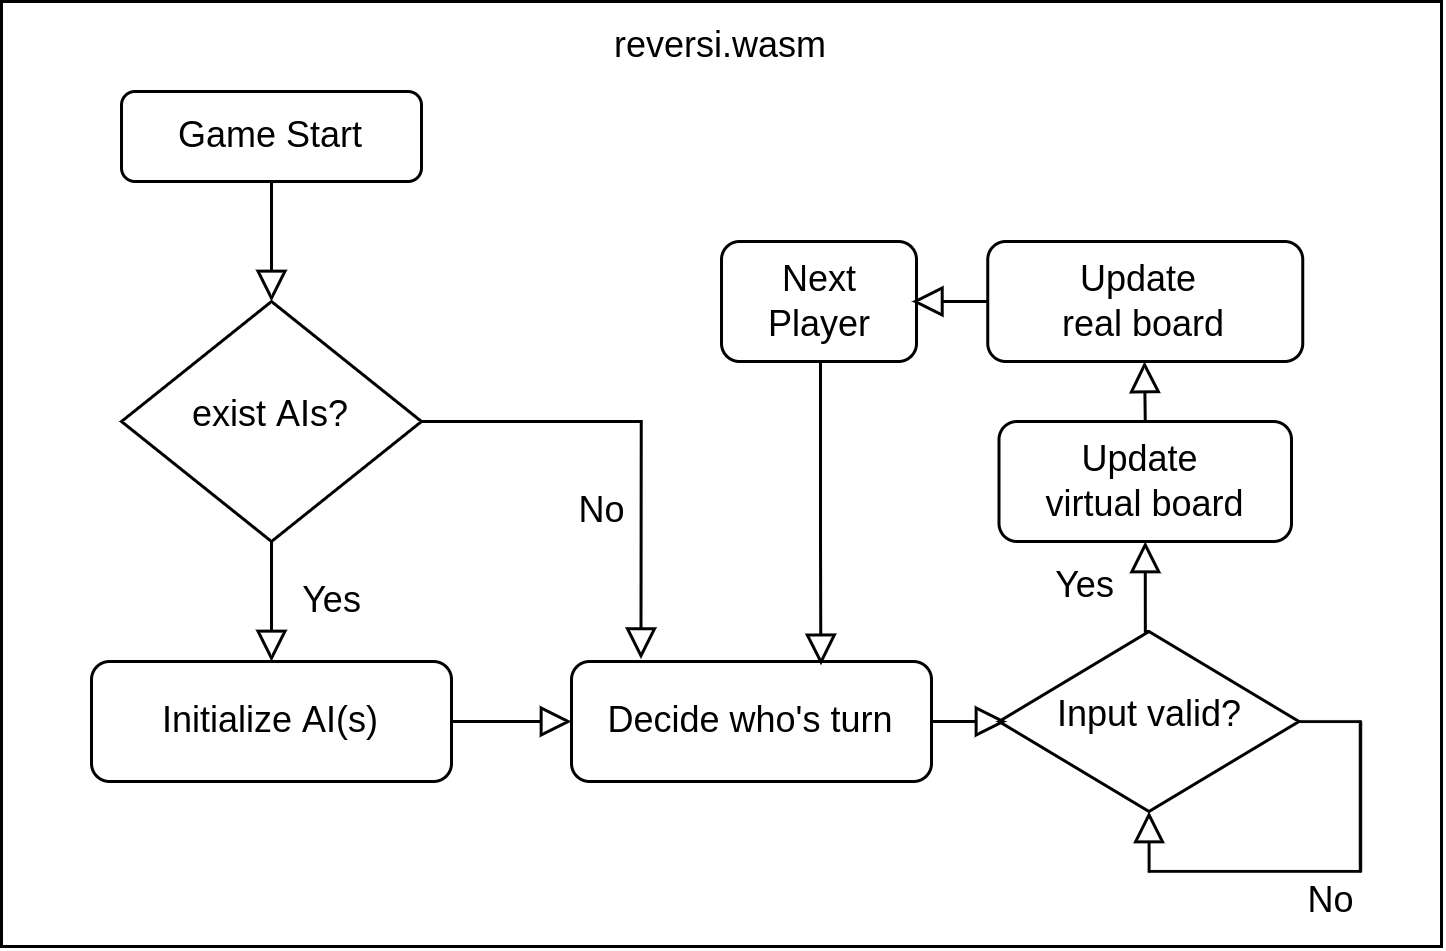 reversi.wasm
Game Start
exist AIs?
No
Yes
Initialize AI(s)
Decide who's turn
Next
Player
Update
real board
Update
virtual board
Yes
Input valid?
No